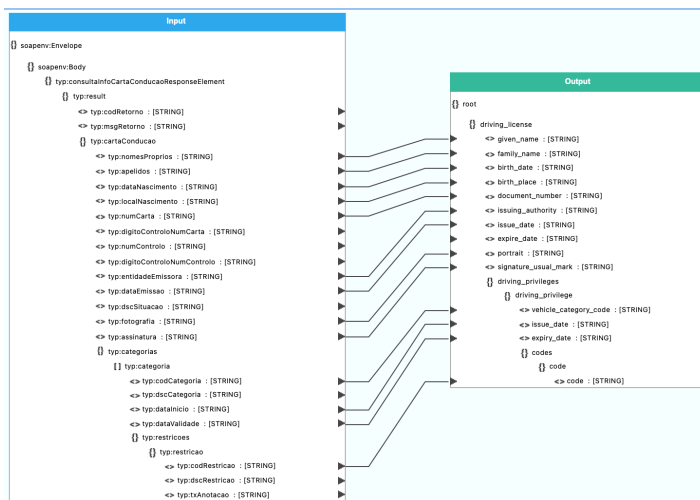 Input
{} soapenv:Envelope
{} soapenv:Body
{} typ:consultaInfoCartaConducaoResponseElement
{} typ:result
<> typ:codRetorno : [STRING]
<> typ:msgRetorno : [STRING]
{} typ:cartaConducao
<> typ:nomesProprios : [STRING]
<> typ:apelidos : [STRING]
<> typ:dataNascimento : [STRING]
<> typ:localNascimento : [STRING]
<> typ:numCarta : [STRING]
<> typ:digitoControloNumCarta : [STRING]
<> typ:numControlo : [STRING]
<> typ:digitoControloNumControlo : [STRING]
<> typ:entidadeEmissora : [STRING]
<> typ:dataEmissao : [STRING]
<> typ:dscSituacao : [STRING]
<> typ:fotografia : [STRING]
<> typ:assinatura : [STRING]
{} typ:categorias
[] typ:categoria
<> typ:codCategoria : [STRING]
<> typ:dscCategoria : [STRING]
<> typ:dataInicio : [STRING]
<> typ:dataValidade : [STRING]
{} typ:restricoes
{} typ:restricao
<> typ:codRestricao : [STRING]
<> typ:dscRestricao : [STRING]
<> typ:txAnotacao : [STRING]
Output
{} root
{} driving_license
<> given_name : [STRING]
<> family_name : [STRING]
<> birth_date : [STRING]
<> birth_place : [STRING]
<> document_number : [STRING]
<> issuing_authority : [STRING]
<> issue_date : [STRING]
<> expire_date : [STRING]
<> portrait : [STRING]
<> signature_usual_mark : [STRING]
{} driving_privileges
{} driving_privilege
<> vehicle_category_code : [STRING]
<> issue_date : [STRING]
<> expiry_date : [STRING]
{} codes
{} code
<> code : [STRING]